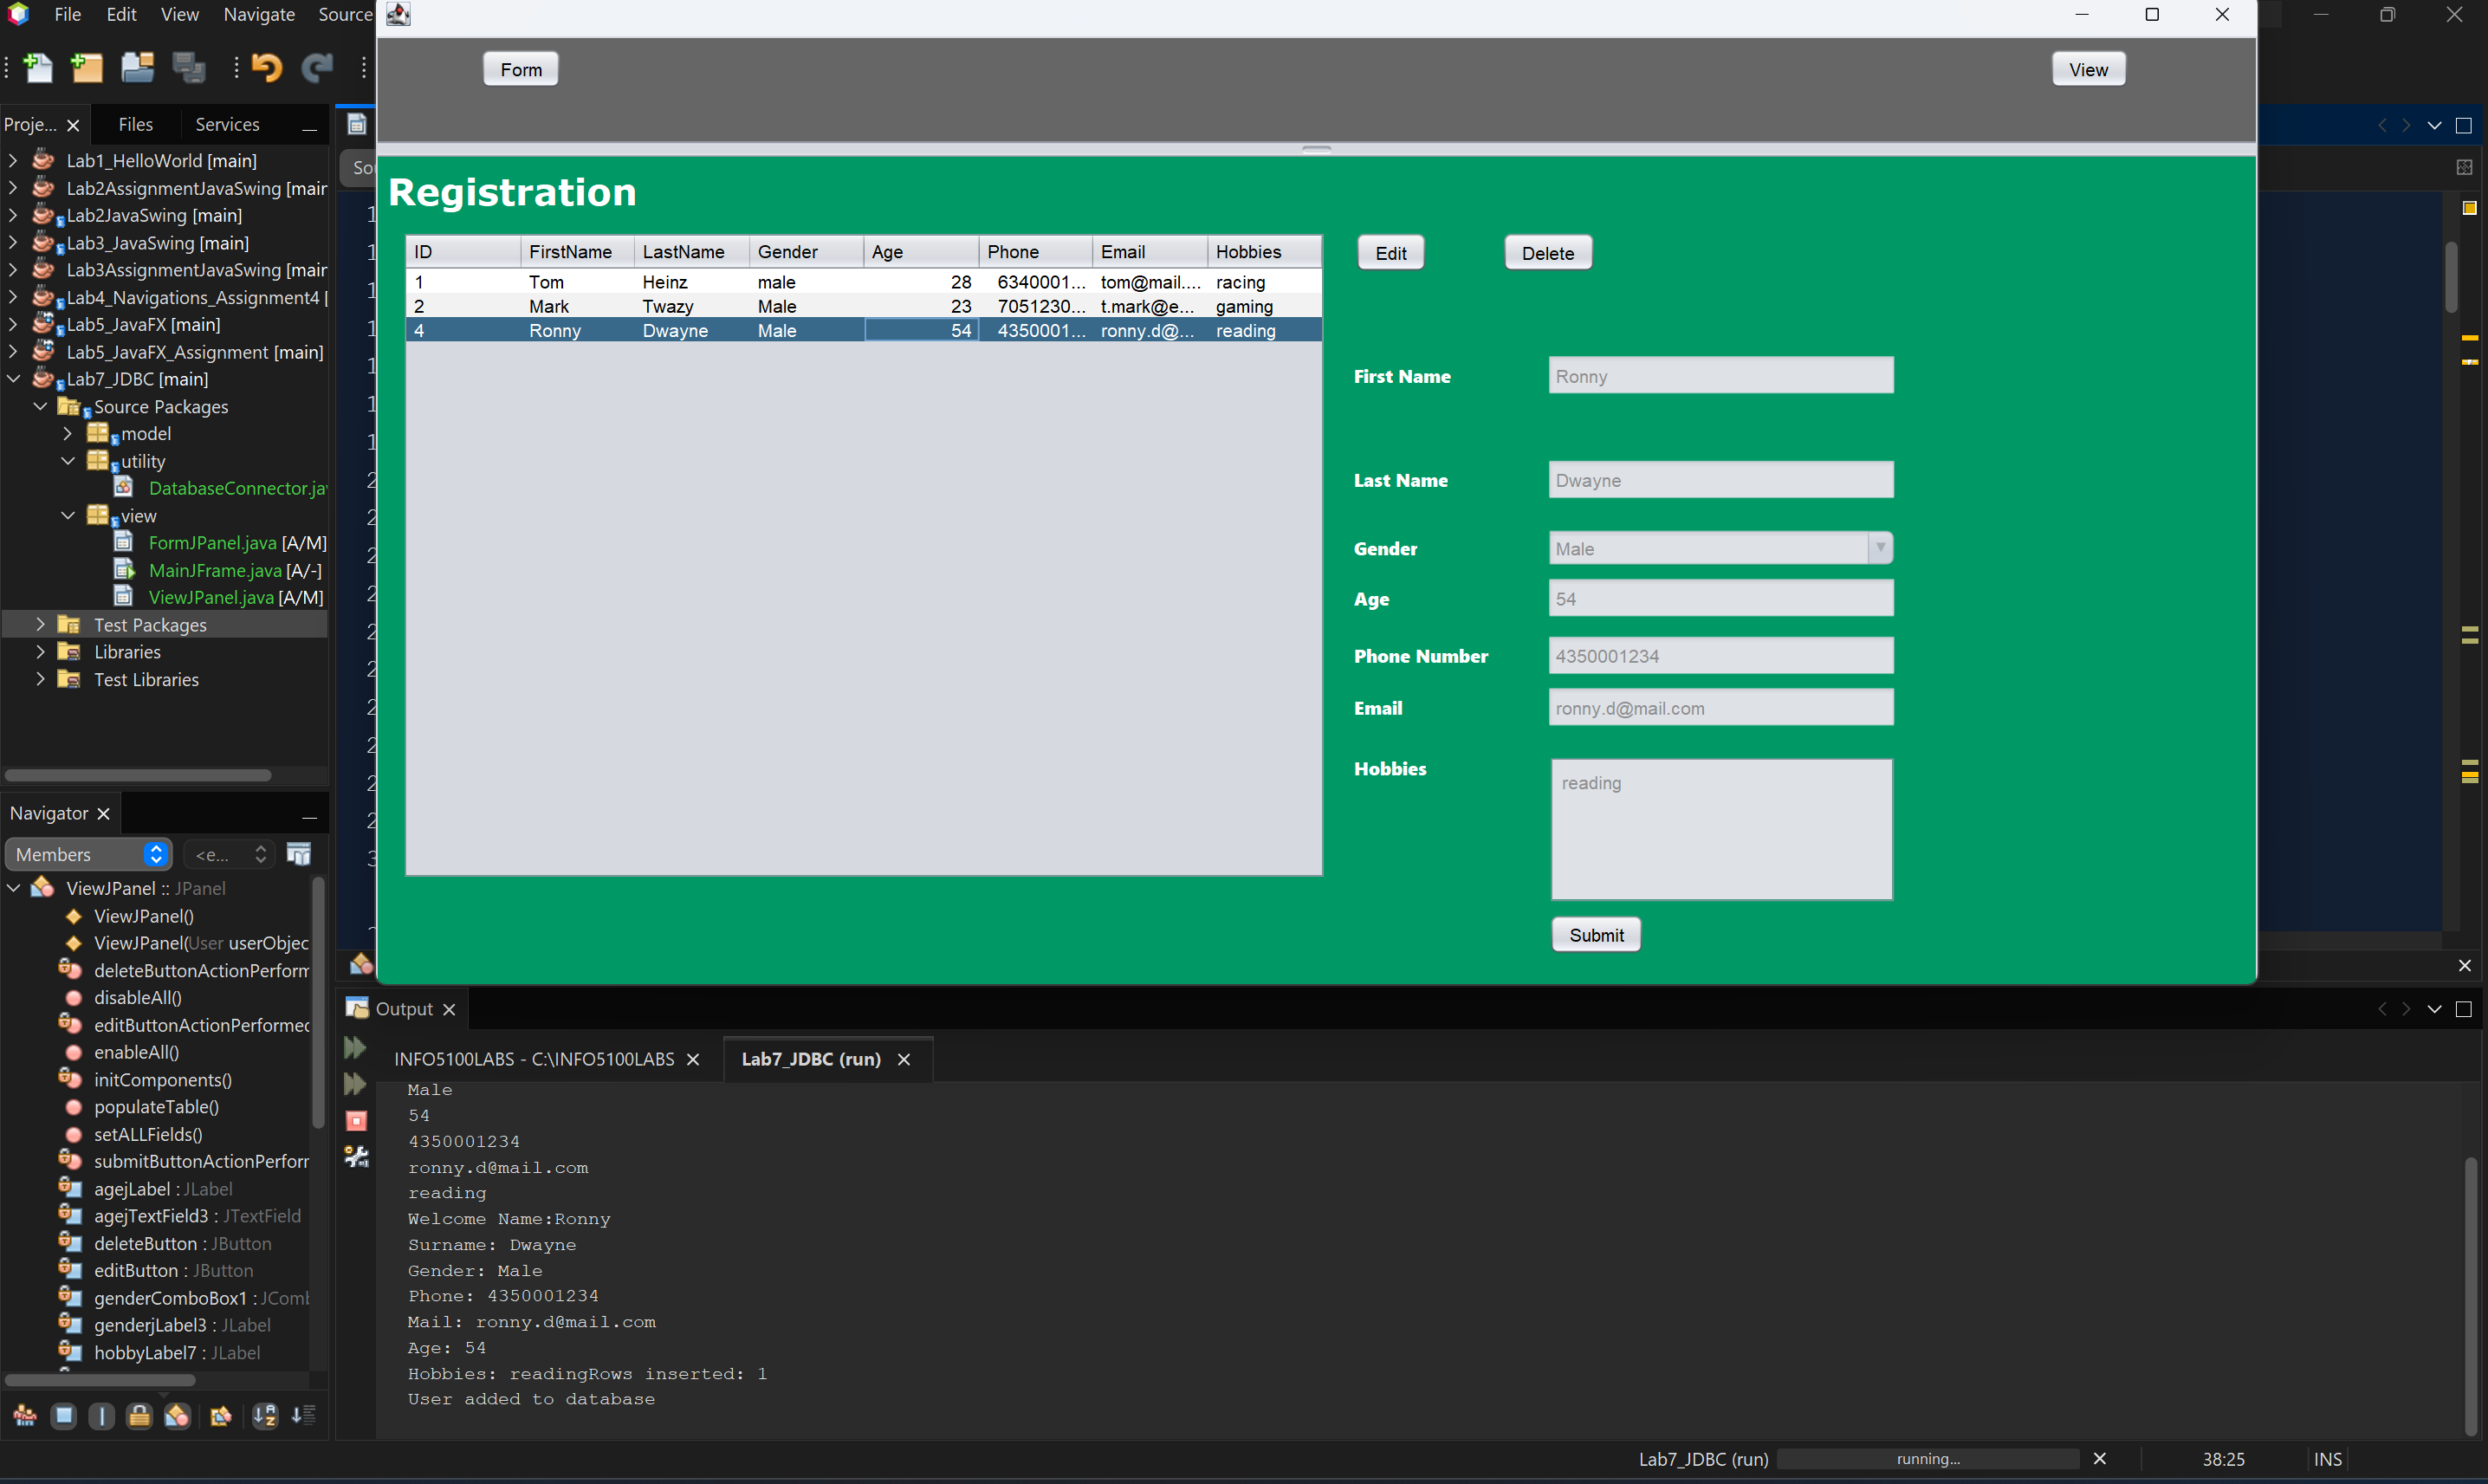 File Edit View Navigate Source
Form View
Proje... Files Services
Sou
Registration
Lab1_HelloWorld [main]
Lab2AssignmentJavaSwing [mair
Lab2JavaSwing [main]
Lab3_JavaSwing [main]
Lab3AssignmentJavaSwing [mair
Lab4_Navigations_Assignment4 [
Lab5_JavaFX [main]
Lab5_JavaFX_Assignment [main]
Lab7_JDBC [main]
Source Packages
model
utility
DatabaseConnector.jav
view
FormJPanel.java [A/M]
MainJFrame.java [A/-]
ViewJPanel.java [A/M]
Test Packages
Libraries
Test Libraries
ID FirstName LastName Gender Age Phone Email Hobbies
1 Tom Heinz male 28 6340001... tom@mail.... racing
2 Mark Twazy Male 23 7051230... t.mark@e... gaming
4 Ronny Dwayne Male 54 4350001... ronny.d@... reading
Edit Delete
First Name Ronny
Last Name Dwayne
Gender Male
Age 54
Phone Number 4350001234
Email ronny.d@mail.com
Hobbies reading
Submit
Navigator
Members <e...
ViewJPanel :: JPanel
ViewJPanel()
ViewJPanel(User userObjec
deleteButtonActionPerform
disableAll()
editButtonActionPerformed
enableAll()
initComponents()
populateTable()
setALLFields()
submitButtonActionPerforr
agejLabel : JLabel
agejTextField3 : JTextField
deleteButton : JButton
editButton : JButton
genderComboBox1 : JComb
genderjLabel3 : JLabel
hobbyLabel7 : JLabel
Output
INFO5100LABS - C:\INFO5100LABS Lab7_JDBC (run)
Male
54
4350001234
ronny.d@mail.com
reading
Welcome Name:Ronny
Surname: Dwayne
Gender: Male
Phone: 4350001234
Mail: ronny.d@mail.com
Age: 54
Hobbies: readingRows inserted: 1
User added to database
Lab7_JDBC (run) running... 38:25 INS